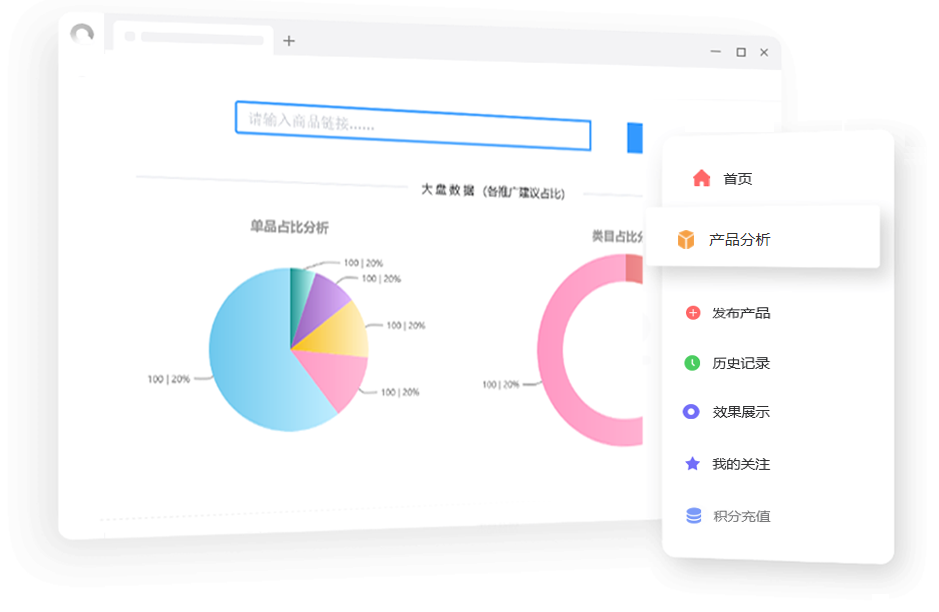 请输入商品链接......
大盘数据（各推广建议占比）
单品占比分析
100 | 20%
100 | 20%
100 | 20%
100 | 20%
100 | 20%
类目占比分
100 | 20%
首页
产品分析
发布产品
历史记录
效果展示
我的关注
积分充值